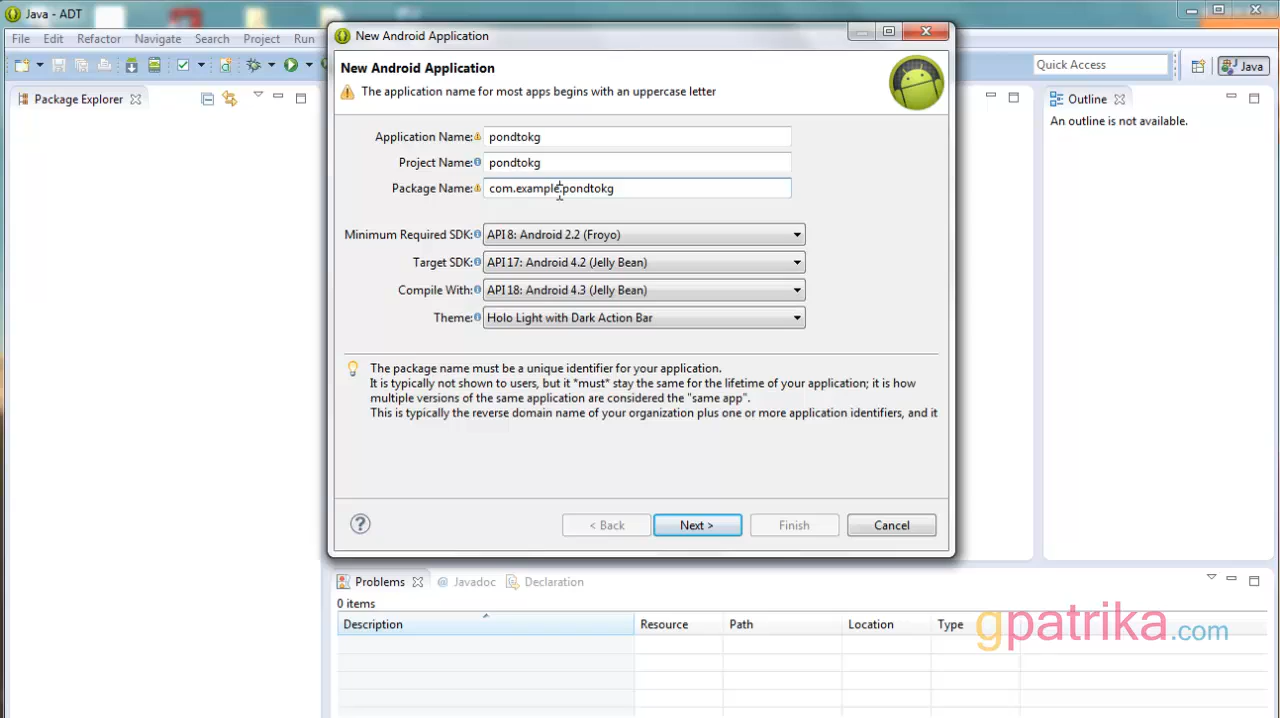 Java - ADT
File Edit Refactor Navigate Search Project Run
Quick Access
Java
Package Explorer
Outline
An outline is not available.
New Android Application
New Android Application
The application name for most apps begins with an uppercase letter
Application Name: pondtokg
Project Name: pondtokg
Package Name: com.example.pondtokg
Minimum Required SDK: API 8: Android 2.2 (Froyo)
Target SDK: API 17: Android 4.2 (Jelly Bean)
Compile With: API 18: Android 4.3 (Jelly Bean)
Theme: Holo Light with Dark Action Bar
The package name must be a unique identifier for your application.
It is typically not shown to users, but it *must* stay the same for the lifetime of your application; it is how
multiple versions of the same application are considered the "same app".
This is typically the reverse domain name of your organization plus one or more application identifiers, and it
< Back Next > Finish Cancel
Problems Javadoc Declaration
0 items
Description Resource Path Location Type
gpatrika.com